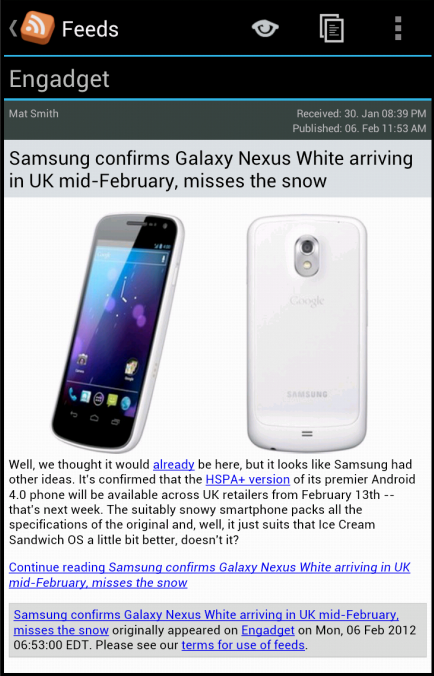 Feeds
Engadget
Mat Smith
Received: 30. Jan 08:39 PM
Published: 06. Feb 11:53 AM
Samsung confirms Galaxy Nexus White arriving
in UK mid-February, misses the snow
Google
SAMSUNG
Well, we thought it would already be here, but it looks like Samsung had
other ideas. It's confirmed that the HSPA+ version of its premier Android
4.0 phone will be available across UK retailers from February 13th --
that's next week. The suitably snowy smartphone packs all the
specifications of the original and, well, it just suits that Ice Cream
Sandwich OS a little bit better, doesn't it?
Continue reading Samsung confirms Galaxy Nexus White arriving in UK
mid-February, misses the snow
Samsung confirms Galaxy Nexus White arriving in UK mid-February,
misses the snow originally appeared on Engadget on Mon, 06 Feb 2012
06:53:00 EDT. Please see our terms for use of feeds.